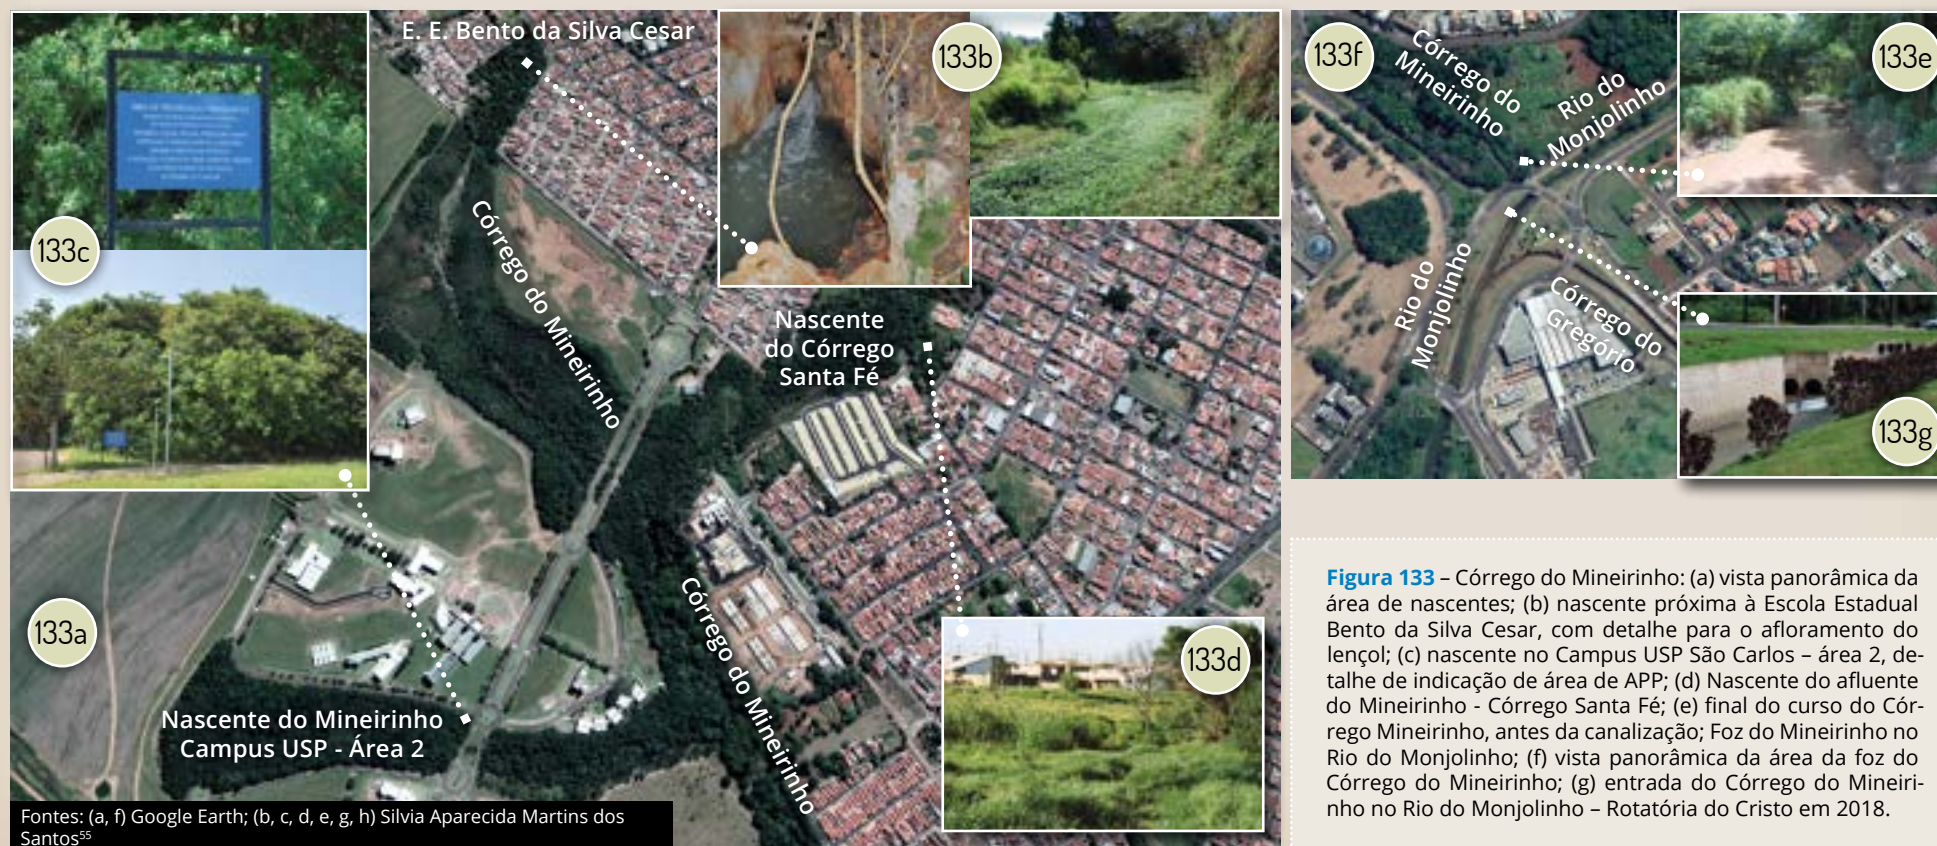 E. E. Bento da Silva Cesar
133b
133c
Córrego do Mineirinho
Nascente
do Córrego
Santa Fé
133a
Nascente do Mineirinho
Campus USP - Área 2
Córrego do Mineirinho
133d
Fontes: (a, f) Google Earth; (b, c, d, e, g, h) Silvia Aparecida Martins dos
Santos55
133f
Córrego do
Mineirinho
Rio do
Monjolinho
133e
Rio do
Monjolinho
Córrego do
Gregório
133g
Figura 133 – Córrego do Mineirinho: (a) vista panorâmica da
área de nascentes; (b) nascente próxima à Escola Estadual
Bento da Silva Cesar, com detalhe para o afloramento do
lençol; (c) nascente no Campus USP São Carlos – área 2, de-
talhe de indicação de área de APP; (d) Nascente do afluente
do Mineirinho - Córrego Santa Fé; (e) final do curso do Cór-
rego Mineirinho, antes da canalização; Foz do Mineirinho no
Rio do Monjolinho; (f) vista panorâmica da área da foz do
Córrego do Mineirinho; (g) entrada do Córrego do Mineiri-
nho no Rio do Monjolinho – Rotatória do Cristo em 2018.